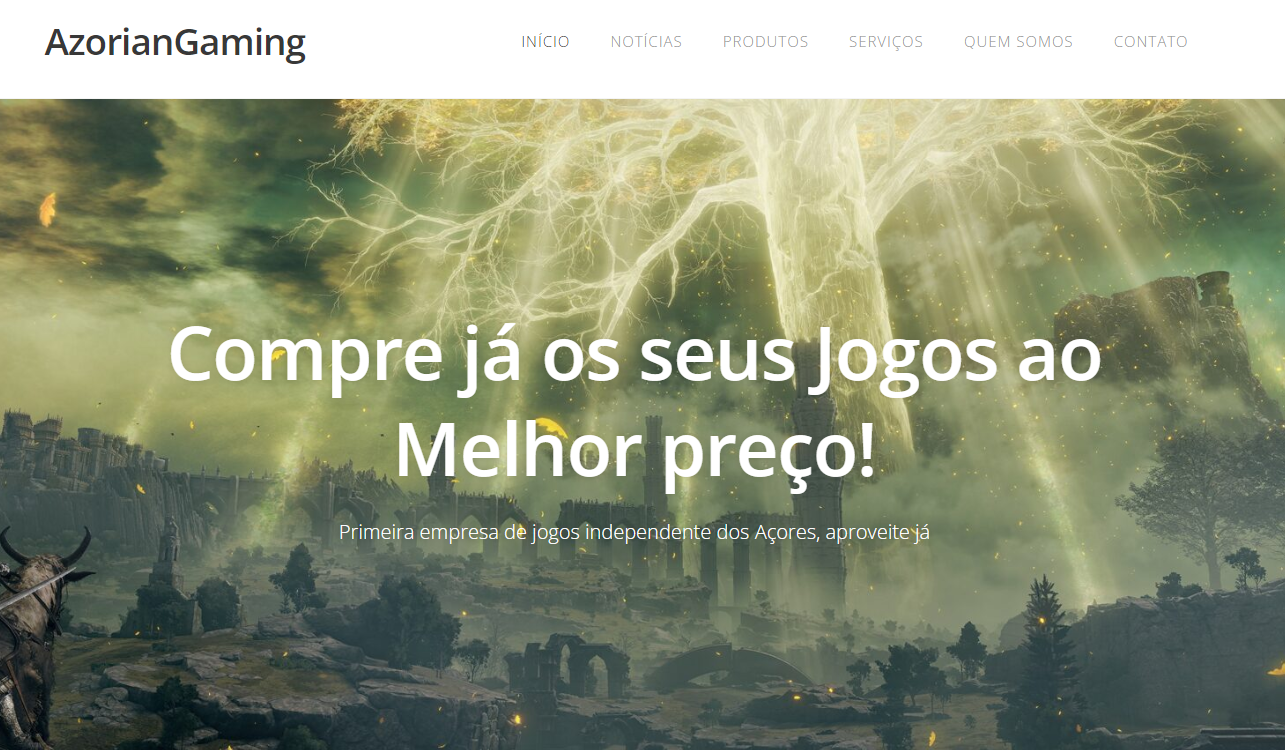 AzorianGaming
INÍCIO NOTÍCIAS PRODUTOS SERVIÇOS QUEM SOMOS CONTATO
Compre já os seus Jogos ao
Melhor preço!
Primeira empresa de jogos independente dos Açores, aproveite já